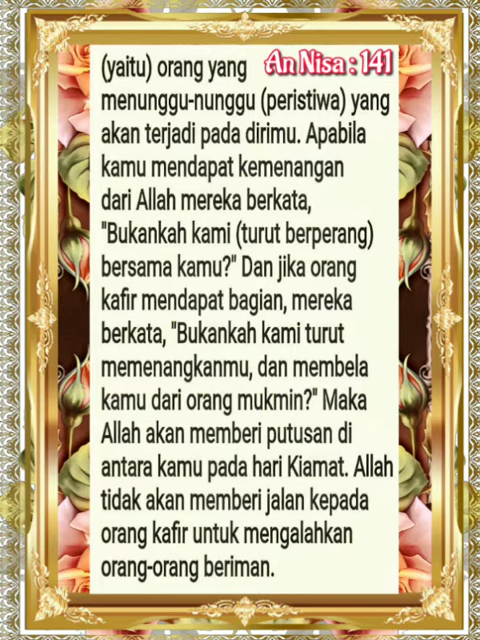 An Nisa : 141
(yaitu) orang yang
menunggu-nunggu (peristiwa) yang
akan terjadi pada dirimu. Apabila
kamu mendapat kemenangan
dari Allah mereka berkata,
"Bukankah kami (turut berperang)
bersama kamu?" Dan jika orang
kafir mendapat bagian, mereka
berkata, "Bukankah kami turut
memenangkanmu, dan membela
kamu dari orang mukmin?" Maka
Allah akan memberi putusan di
antara kamu pada hari Kiamat. Allah
tidak akan memberi jalan kepada
orang kafir untuk mengalahkan
orang-orang beriman.